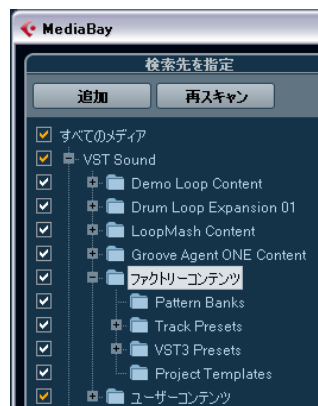 MediaBay
検索先を指定
追加 再スキャン
すべてのメディア
VST Sound
Demo Loop Content
Drum Loop Expansion 01
LoopMash Content
Groove Agent ONE Content
ファクトリーコンテンツ
Pattern Banks
Track Presets
VST3 Presets
Project Templates
ユーザーコンテンツ